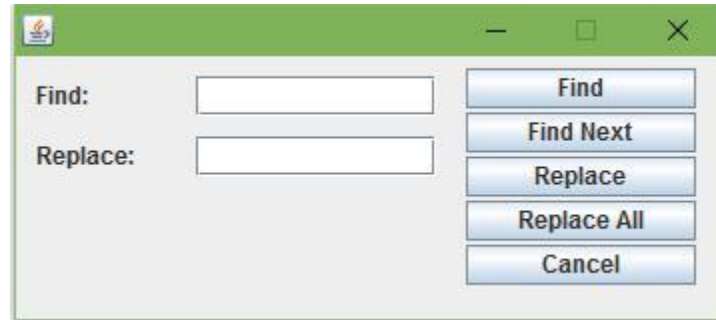 Find:
Replace:
Find
Find Next
Replace
Replace All
Cancel